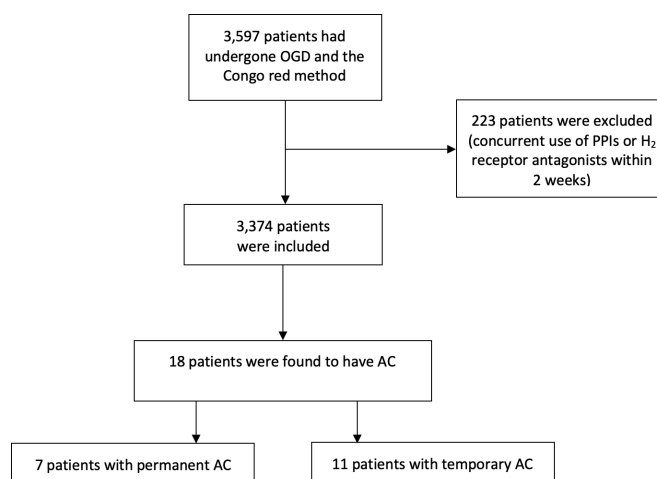 3,597 patients had
undergone OGD and the
Congo red method
223 patients were excluded
(concurrent use of PPIs or H₂
receptor antagonists within
2 weeks)
3,374 patients
were included
18 patients were found to have AC
7 patients with permanent AC
11 patients with temporary AC